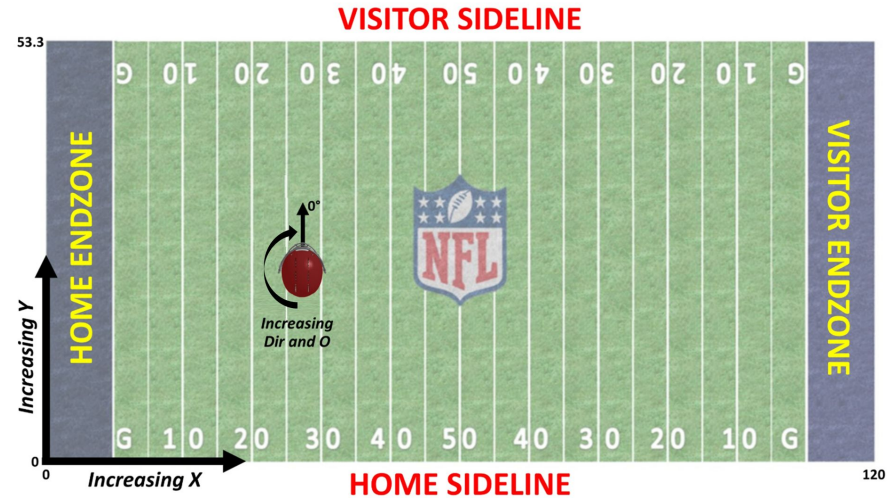 VISITOR SIDELINE
53.3
G 10 20 30 40 50 40 30 20 10 G
HOME ENDZONE
VISITOR ENDZONE
0°
NFL
Increasing
Dir and O
Increasing Y
G 10 20 30 40 50 40 30 20 10 G
0
0
Increasing X
HOME SIDELINE
120